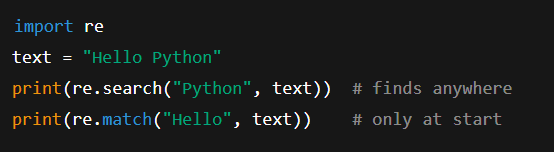 import re
text = "Hello Python"
print(re.search("Python", text))  # finds anywhere
print(re.match("Hello", text))    # only at start